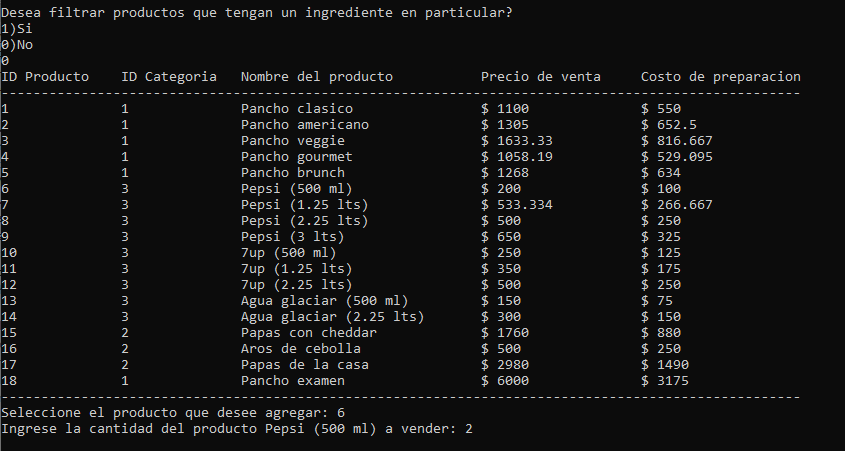 Desea filtrar productos que tengan un ingrediente en particular?
1)Si
0)No
0
ID Producto    ID Categoria   Nombre del producto           Precio de venta     Costo de preparacion
----------------------------------------------------------------------------------------------------
1              1              Pancho clasico                $ 1100              $ 550
2              1              Pancho americano              $ 1305              $ 652.5
3              1              Pancho veggie                 $ 1633.33           $ 816.667
4              1              Pancho gourmet                $ 1058.19           $ 529.095
5              1              Pancho brunch                 $ 1268              $ 634
6              3              Pepsi (500 ml)                $ 200               $ 100
7              3              Pepsi (1.25 lts)              $ 533.334           $ 266.667
8              3              Pepsi (2.25 lts)              $ 500               $ 250
9              3              Pepsi (3 lts)                 $ 650               $ 325
10             3              7up (500 ml)                  $ 250               $ 125
11             3              7up (1.25 lts)                $ 350               $ 175
12             3              7up (2.25 lts)                $ 500               $ 250
13             3              Agua glaciar (500 ml)         $ 150               $ 75
14             3              Agua glaciar (2.25 lts)       $ 300               $ 150
15             2              Papas con cheddar             $ 1760              $ 880
16             2              Aros de cebolla               $ 500               $ 250
17             2              Papas de la casa              $ 2980              $ 1490
18             1              Pancho examen                 $ 6000              $ 3175
----------------------------------------------------------------------------------------------------
Seleccione el producto que desee agregar: 6
Ingrese la cantidad del producto Pepsi (500 ml) a vender: 2